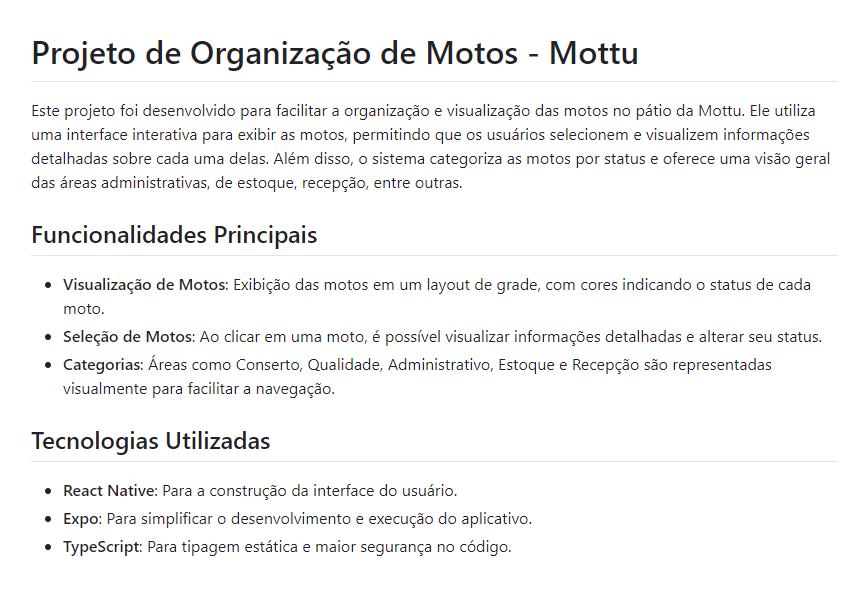 Projeto de Organização de Motos - Mottu
Este projeto foi desenvolvido para facilitar a organização e visualização das motos no pátio da Mottu. Ele utiliza
uma interface interativa para exibir as motos, permitindo que os usuários selecionem e visualizem informações
detalhadas sobre cada uma delas. Além disso, o sistema categoriza as motos por status e oferece uma visão geral
das áreas administrativas, de estoque, recepção, entre outras.
Funcionalidades Principais
• Visualização de Motos: Exibição das motos em um layout de grade, com cores indicando o status de cada
moto.
• Seleção de Motos: Ao clicar em uma moto, é possível visualizar informações detalhadas e alterar seu status.
• Categorias: Áreas como Conserto, Qualidade, Administrativo, Estoque e Recepção são representadas
visualmente para facilitar a navegação.
Tecnologias Utilizadas
• React Native: Para a construção da interface do usuário.
• Expo: Para simplificar o desenvolvimento e execução do aplicativo.
• TypeScript: Para tipagem estática e maior segurança no código.